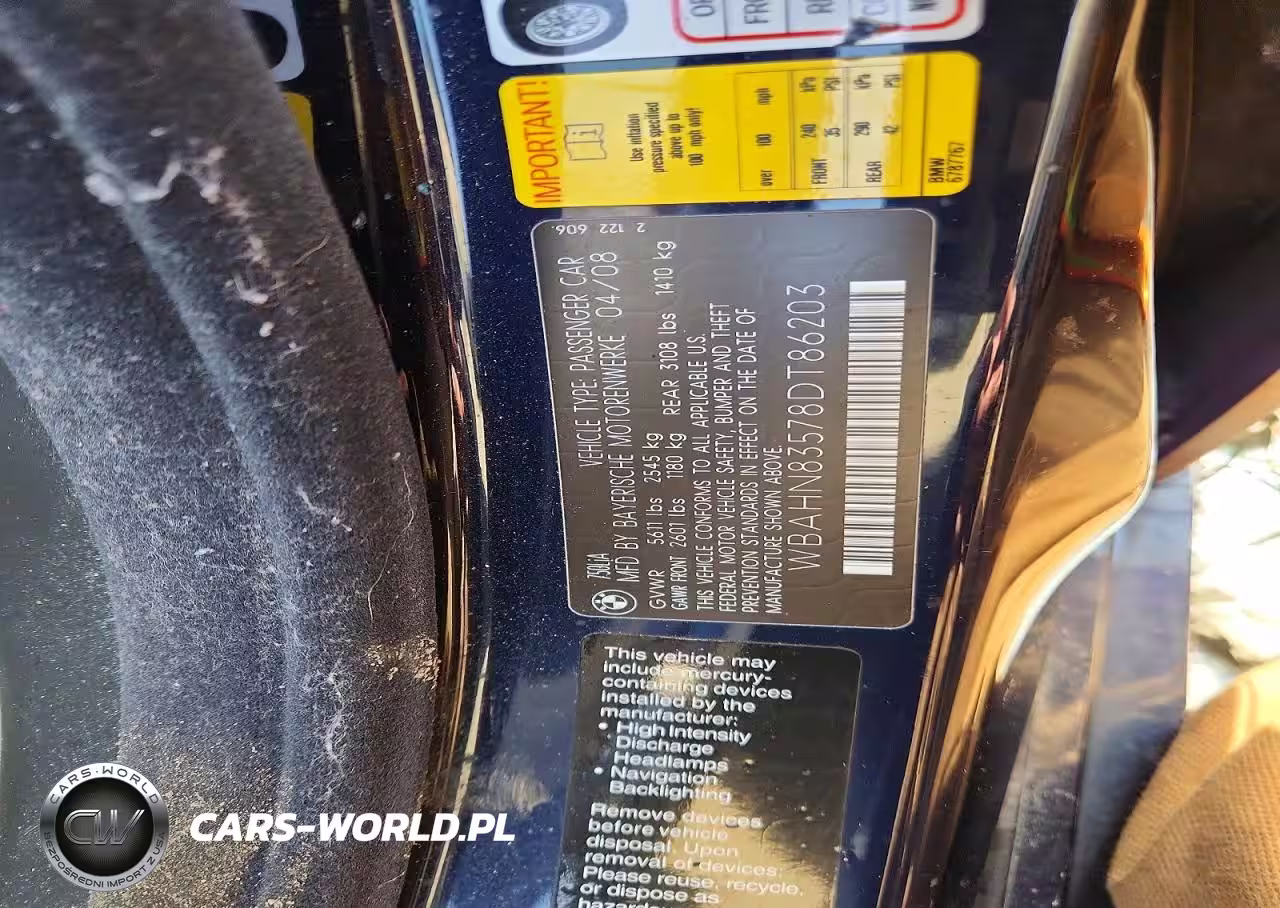 IMPORTANT!
Use inflation
pressure specified
above up to
100 mph only!
over 100 mph
FRONT 240 kPa
35 PSI
REAR 290 kPa
42 PSI
BMW
6787767
750LiA VEHICLE TYPE: PASSENGER CAR
MFD BY BAYERISCHE MOTORENWERKE 04/08
GVWR 5611 lbs 2545 kg
GAWR FRONT 2601 lbs 1180 kg REAR 3108 lbs 1410 kg
THIS VEHICLE CONFORMS TO ALL APPLICABLE U.S.
FEDERAL MOTOR VEHICLE SAFETY, BUMPER AND THEFT
PREVENTION STANDARDS IN EFFECT ON THE DATE OF
MANUFACTURE SHOWN ABOVE.
WBAHN83578DT86203
2 122 606
This vehicle may
include mercury-
containing devices
installed by the
manufacturer:
• High Intensity
Discharge
Headlamps
• Navigation
Backlighting
Remove devices
before vehicle
disposal. Upon
removal of devices:
Please reuse, recycle,
or dispose as
CARS-WORLD
CW
BEZPOŚREDNI IMPORT Z USA
CARS-WORLD.PL